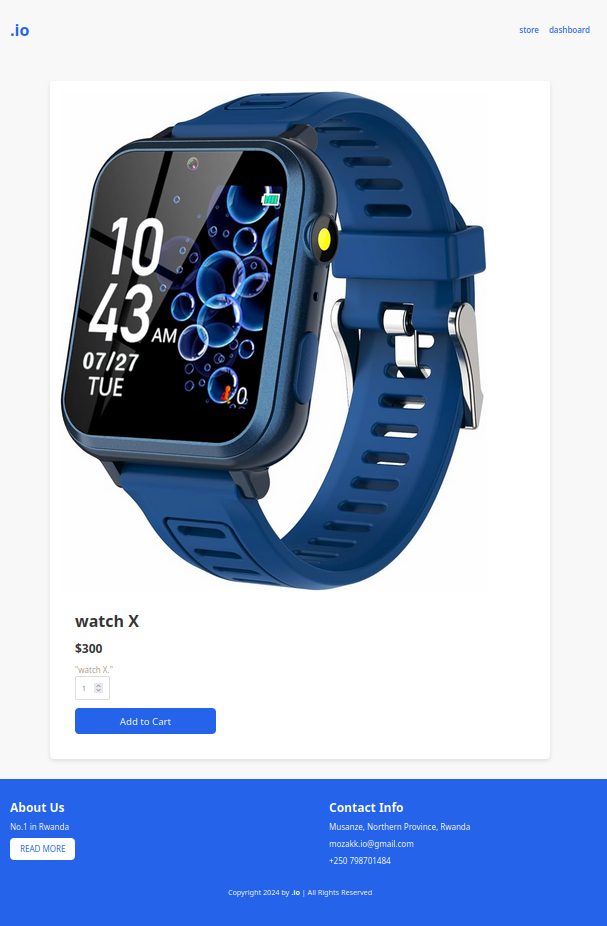 .io
store dashboard
10
43 AM
07/27
TUE
0
watch X
$300
"watch X."
1
Add to Cart
About Us
No.1 in Rwanda
READ MORE
Contact Info
Musanze, Northern Province, Rwanda
mozakk.io@gmail.com
+250 798701484
Copyright 2024 by .io | All Rights Reserved